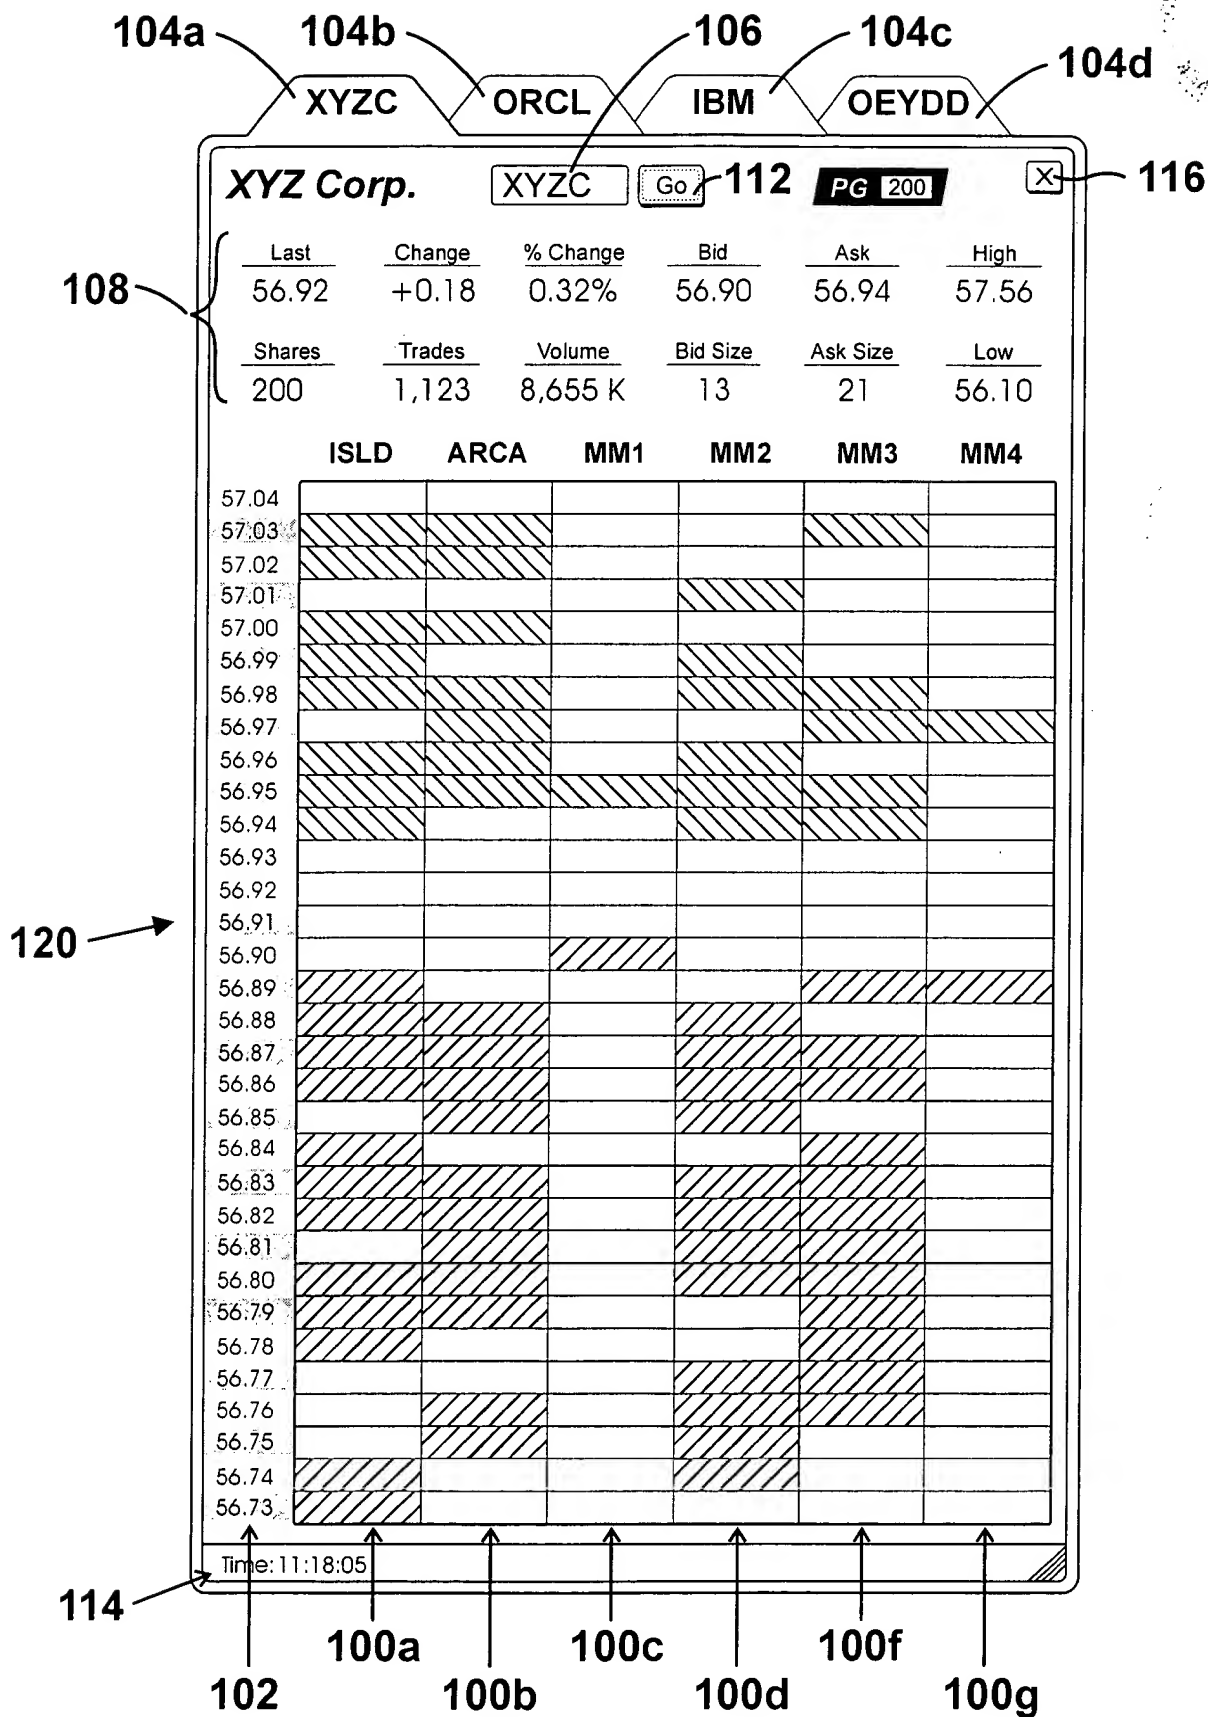 104a 104b 106 104c
104d
XYZC ORCL IBM OEYDD
XYZ Corp. XYZC Go 112 PG 200 X 116
108
Last Change % Change Bid Ask High
56.92 +0.18 0.32% 56.90 56.94 57.56
Shares Trades Volume Bid Size Ask Size Low
200 1,123 8,655 K 13 21 56.10
ISLD ARCA MM1 MM2 MM3 MM4
57.04
57.03
57.02
57.01
57.00
56.99
56.98
56.97
56.96
56.95
56.94
56.93
56.92
56.91
120
56.90
56.89
56.88
56.87
56.86
56.85
56.84
56.83
56.82
56.81
56.80
56.79
56.78
56.77
56.76
56.75
56.74
56.73
Time: 11:18:05
114
100a 100c 100f
102 100b 100d 100g